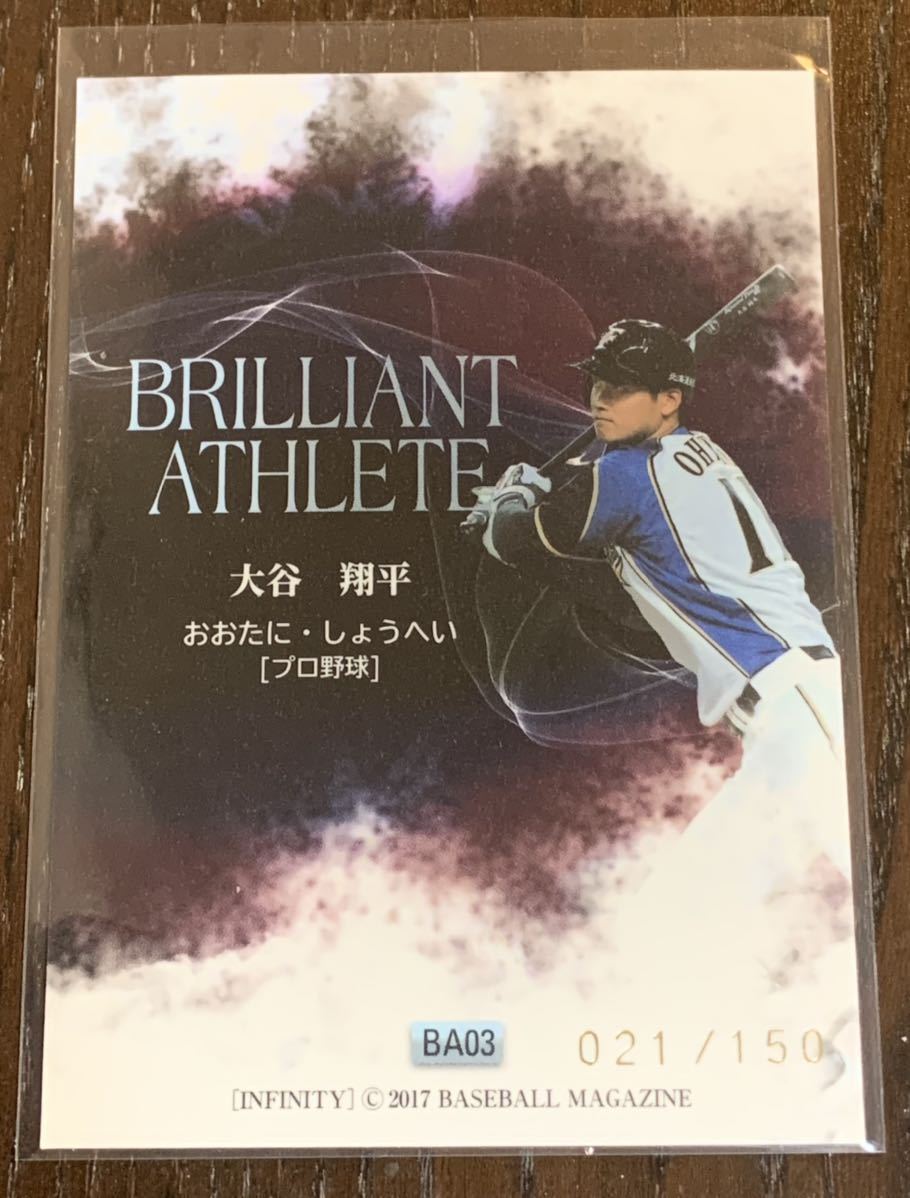 BRILLIANT
ATHLETE
大谷 翔平
おおたに・しょうへい
[プロ野球]
BA03
021/150
[INFINITY] © 2017 BASEBALL MAGAZINE